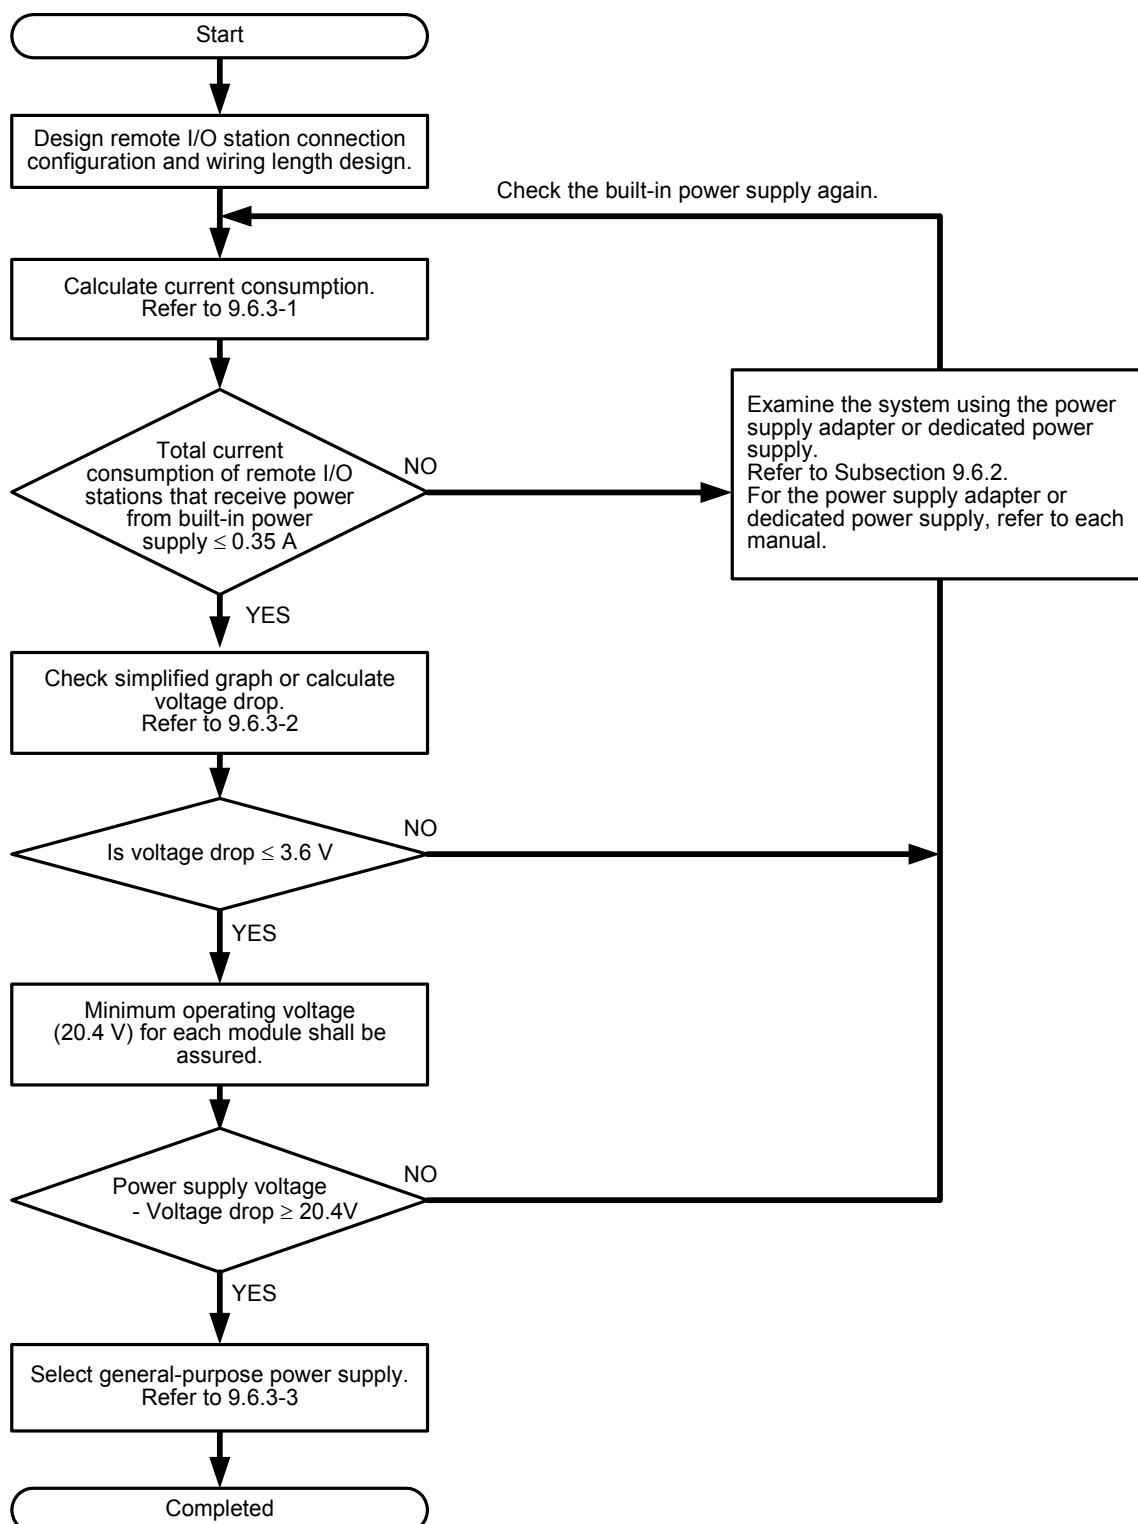 Start
Design remote I/O station connection
configuration and wiring length design.
Check the built-in power supply again.
Calculate current consumption.
Refer to 9.6.3-1
Total current
consumption of remote I/O
stations that receive power
from built-in power
supply ≤ 0.35 A
NO
Examine the system using the power
supply adapter or dedicated power
supply.
Refer to Subsection 9.6.2.
For the power supply adapter or
dedicated power supply, refer to each
manual.
YES
Check simplified graph or calculate
voltage drop.
Refer to 9.6.3-2
Is voltage drop ≤ 3.6 V
NO
YES
Minimum operating voltage
(20.4 V) for each module shall be
assured.
Power supply voltage
- Voltage drop ≥ 20.4V
NO
YES
Select general-purpose power supply.
Refer to 9.6.3-3
Completed